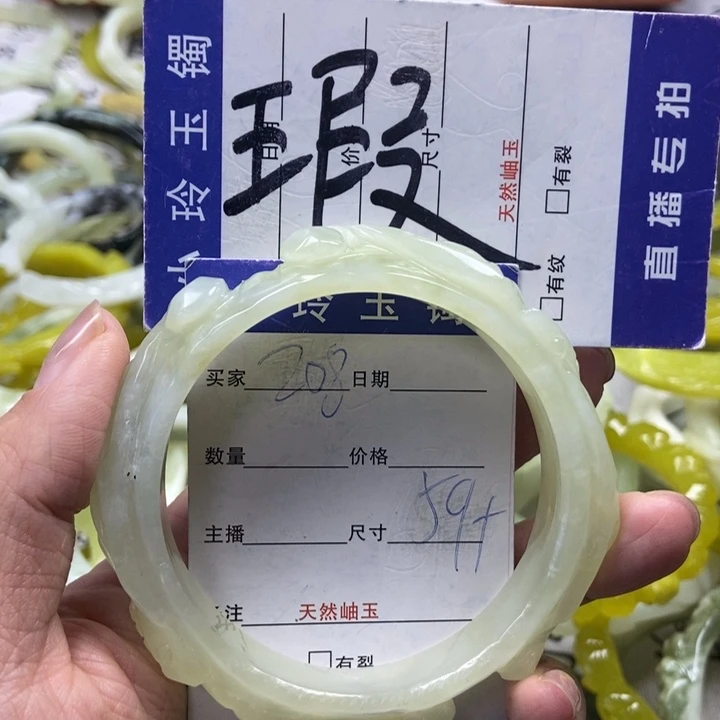 小玲玉镯
瑕
日期
价
尺寸
天然岫玉
有裂
有纹
直播专拍
玲玉镯
买家 208 日期
数量 价格
主播 尺寸 59+
注 天然岫玉
有裂